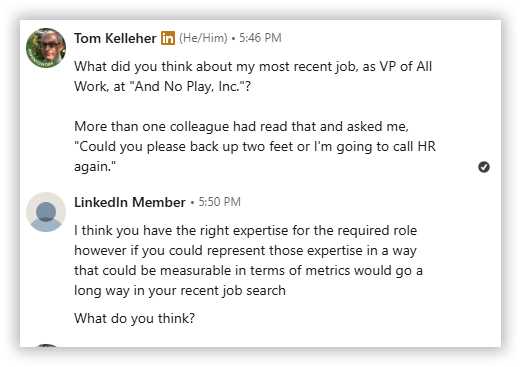 Tom Kelleher in (He/Him) • 5:46 PM
What did you think about my most recent job, as VP of All
Work, at "And No Play, Inc."?
More than one colleague had read that and asked me,
"Could you please back up two feet or I'm going to call HR
again."
LinkedIn Member • 5:50 PM
I think you have the right expertise for the required role
however if you could represent those expertise in a way
that could be measurable in terms of metrics would go a
long way in your recent job search
What do you think?